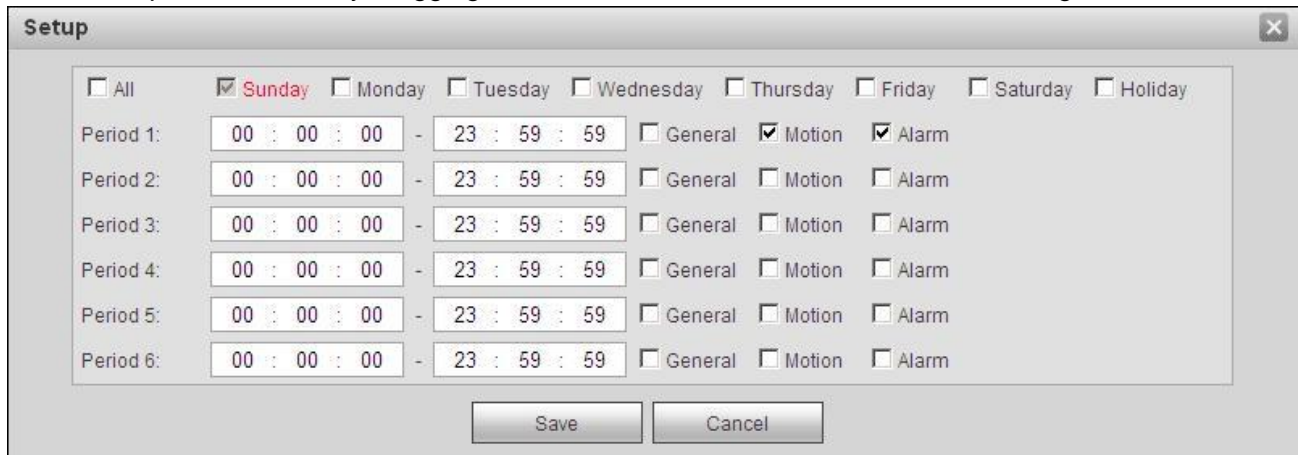 Setup
All Sunday Monday Tuesday Wednesday Thursday Friday Saturday Holiday
Period 1: 00 : 00 : 00 - 23 : 59 : 59 General Motion Alarm
Period 2: 00 : 00 : 00 - 23 : 59 : 59 General Motion Alarm
Period 3: 00 : 00 : 00 - 23 : 59 : 59 General Motion Alarm
Period 4: 00 : 00 : 00 - 23 : 59 : 59 General Motion Alarm
Period 5: 00 : 00 : 00 - 23 : 59 : 59 General Motion Alarm
Period 6: 00 : 00 : 00 - 23 : 59 : 59 General Motion Alarm
Save Cancel